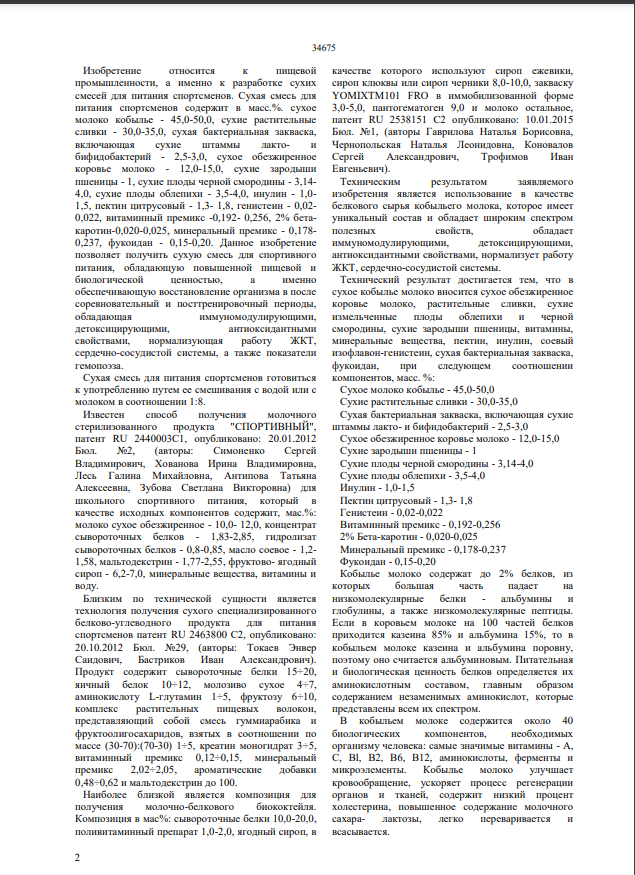 34675
Изобретение относится к пищевой
промышленности, а именно к разработке сухих
смесей для питания спортсменов. Сухая смесь для
питания спортсменов содержит в масс.%. сухое
молоко кобылье - 45,0-50,0, сухие растительные
сливки - 30,0-35,0, сухая бактериальная закваска,
включающая сухие штаммы лакто- и
бифидобактерий - 2,5-3,0, сухое обезжиренное
коровье молоко - 12,0-15,0, сухие зародыши
пшеницы - 1, сухие плоды черной смородины - 3,14-
4,0, сухие плоды облепихи - 3,5-4,0, инулин - 1,0-
1,5, пектин цитрусовый - 1,3- 1,8, генистеин - 0,02-
0,022, витаминный премикс -0,192- 0,256, 2% бета-
каротин-0,020-0,025, минеральный премикс - 0,178-
0,237, фукоидан - 0,15-0,20. Данное изобретение
позволяет получить сухую смесь для спортивного
питания, обладающую повышенной пищевой и
биологической ценностью, а именно
обеспечивающую восстановление организма в после
соревновательный и посттренировочный периоды,
обладающая иммуномодулирующими,
детоксицирующими, антиоксидантными
свойствами, нормализующая работу ЖКТ,
сердечно-сосудистой системы, а также показатели
гемопоэза.
Сухая смесь для питания спортсменов готовиться
к употреблению путем ее смешивания с водой или с
молоком в соотношении 1:8.
Известен способ получения молочного
стерилизованного продукта "СПОРТИВНЫЙ",
патент RU 2440003C1, опубликовано: 20.01.2012
Бюл. №2, (авторы: Симоненко Сергей
Владимирович, Хованова Ирина Владимировна,
Лесь Галина Михайловна, Антипова Татьяна
Алексеевна, Зубова Светлана Викторовна) для
школьного спортивного питания, который в
качестве исходных компонентов содержит, мас.%:
молоко сухое обезжиренное - 10,0- 12,0, концентрат
сывороточных белков - 1,83-2,85, гидролизат
сывороточных белков - 0,8-0,85, масло соевое - 1,2-
1,58, мальтодекстрин - 1,77-2,55, фруктово- ягодный
сироп - 6,2-7,0, минеральные вещества, витамины и
воду.
Близким по технической сущности является
технология получения сухого специализированного
белково-углеводного продукта для питания
спортсменов патент RU 2463800 C2, опубликовано:
20.10.2012 Бюл. №29, (авторы: Токаев Энвер
Саидович, Бастриков Иван Александрович).
Продукт содержит сывороточные белки 15÷20,
яичный белок 10÷12, молозиво сухое 4÷7,
аминокислоту L-глутамин 1÷5, фруктозу 6÷10,
комплекс растительных пищевых волокон,
представляющий собой смесь гуммиарабика и
фруктоолигосахаридов, взятых в соотношении по
массе (30-70):(70-30) 1÷5, креатин моногидрат 3÷5,
витаминный премикс 0,12÷0,15, минеральный
премикс 2,02÷2,05, ароматические добавки
0,48÷0,62 и мальтодекстрин до 100.
Наиболее близкой является композиция для
получения молочно-белкового биококтейля.
Композиция в мас%: сывороточные белки 10,0-20,0,
поливитаминный препарат 1,0-2,0, ягодный сироп, в
качестве которого используют сироп ежевики,
сироп клюквы или сироп черники 8,0-10,0, закваску
YOMIXTM101 FRO в иммобилизованной форме
3,0-5,0, пантогематоген 9,0 и молоко остальное,
патент RU 2538151 C2 опубликовано: 10.01.2015
Бюл. №1, (авторы Гаврилова Наталья Борисовна,
Чернопольская Наталья Леонидовна, Коновалов
Сергей Александрович, Трофимов Иван
Евгеньевич).
Техническим результатом заявляемого
изобретения является использование в качестве
белкового сырья кобыльего молока, которое имеет
уникальный состав и обладает широким спектром
полезных свойств, обладает
иммуномодулирующими, детоксицирующими,
антиоксидантными свойствами, нормализует работу
ЖКТ, сердечно-сосудистой системы.
Технический результат достигается тем, что в
сухое кобылье молоко вносится сухое обезжиренное
коровье молоко, растительные сливки, сухие
измельченные плоды облепихи и черной
смородины, сухие зародыши пшеницы, витамины,
минеральные вещества, пектин, инулин, соевый
изофлавон-генистеин, сухая бактериальная закваска,
фукоидан, при следующем соотношении
компонентов, масс. %:
Сухое молоко кобылье - 45,0-50,0
Сухие растительные сливки - 30,0-35,0
Сухая бактериальная закваска, включающие сухие
штаммы лакто- и бифидобактерий - 2,5-3,0
Сухое обезжиренное коровье молоко - 12,0-15,0
Сухие зародыши пшеницы - 1
Сухие плоды черной смородины - 3,14-4,0
Сухие плоды облепихи - 3,5-4,0
Инулин - 1,0-1,5
Пектин цитрусовый - 1,3- 1,8
Генистеин - 0,02-0,022
Витаминный премикс - 0,192-0,256
2% Бета-каротин - 0,020-0,025
Минеральный премикс - 0,178-0,237
Фукоидан - 0,15-0,20
Кобылье молоко содержат до 2% белков, из
которых большая часть падает на
низкомолекулярные белки - альбумины и
глобулины, а также низкомолекулярные пептиды.
Если в коровьем молоке на 100 частей белков
приходится казеина 85% и альбумина 15%, то в
кобыльем молоке казеина и альбумина поровну,
поэтому оно считается альбуминовым. Питательная
и биологическая ценность белков определяется их
аминокислотным составом, главным образом
содержанием незаменимых аминокислот, которые
представлены всем их спектром.
В кобыльем молоке содержится около 40
биологических компонентов, необходимых
организму человека: самые значимые витамины - А,
С, Bl, B2, B6, B12, аминокислоты, ферменты и
микроэлементы. Кобылье молоко улучшает
кровообращение, ускоряет процесс регенерации
органов и тканей, содержит низкий процент
холестерина, повышенное содержание молочного
сахара- лактозы, легко переваривается и
всасывается.
2